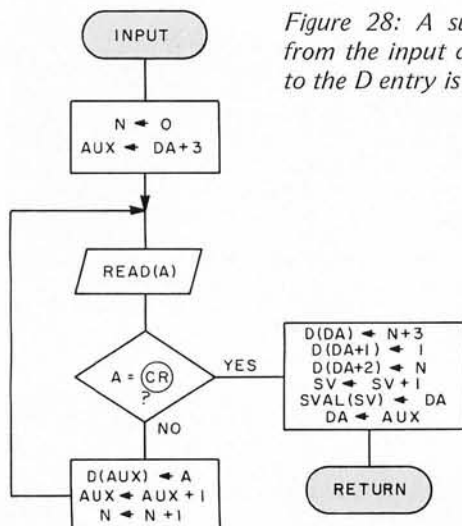 INPUT
Figure 28: A su
from the input c
to the D entry is
N ← O
AUX ← DA+3
READ(A)
A = CR
?
YES
NO
D(DA) ← N+3
D(DA+1) ← 1
D(DA+2) ← N
SV ← SV+1
SVAL(SV) ← DA
DA ← AUX
RETURN
D(AUX) ← A
AUX ← AUX+1
N ← N+1